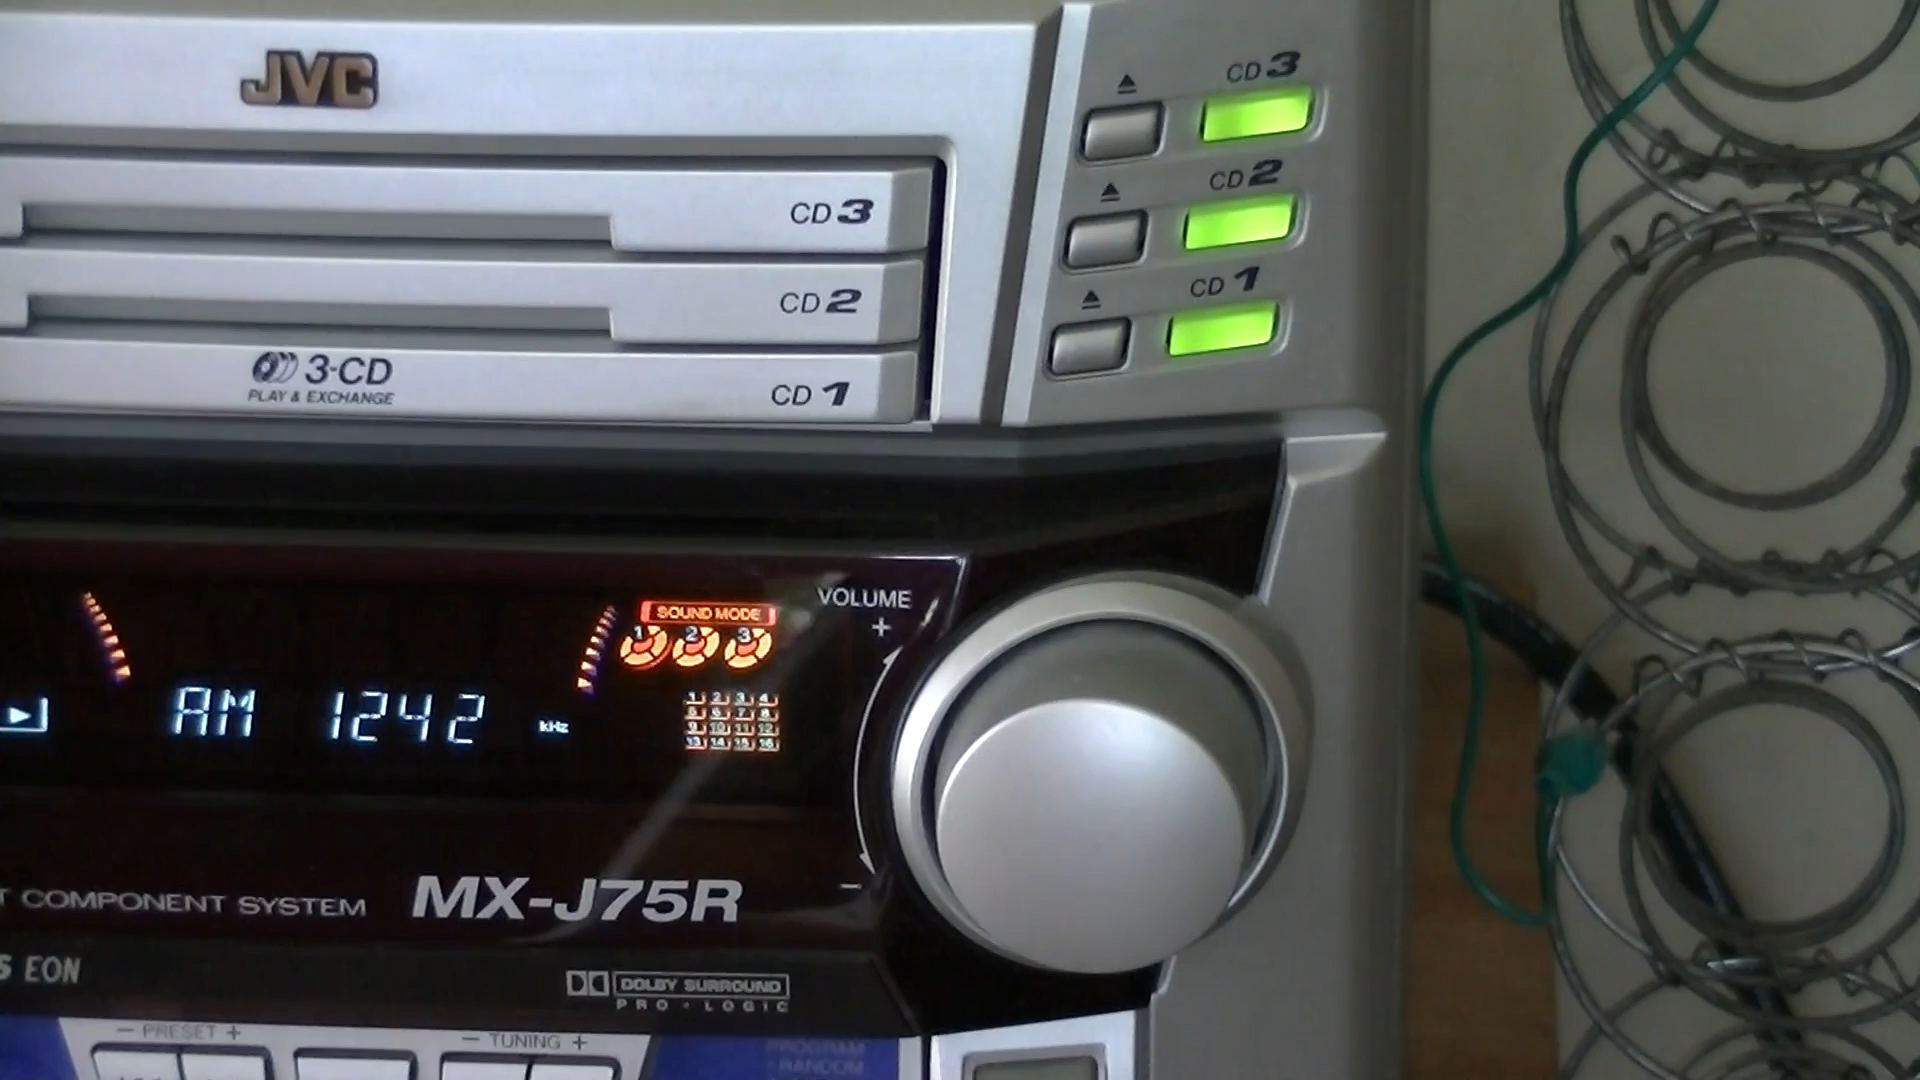 JVC
CD 3
CD 3
CD 2
CD 2
CD 1
3-CD
PLAY & EXCHANGE
CD 1
SOUND MODE
1 2 3
VOLUME
+
AM 1242 kHz
1 2 3 4
5 6 7 8
9 10 11 12
13 14 15 16
−
T COMPONENT SYSTEM MX-J75R
S EON
DOLBY SURROUND
PRO · LOGIC
− PRESET +
− TUNING +
PROGRAM
RANDOM